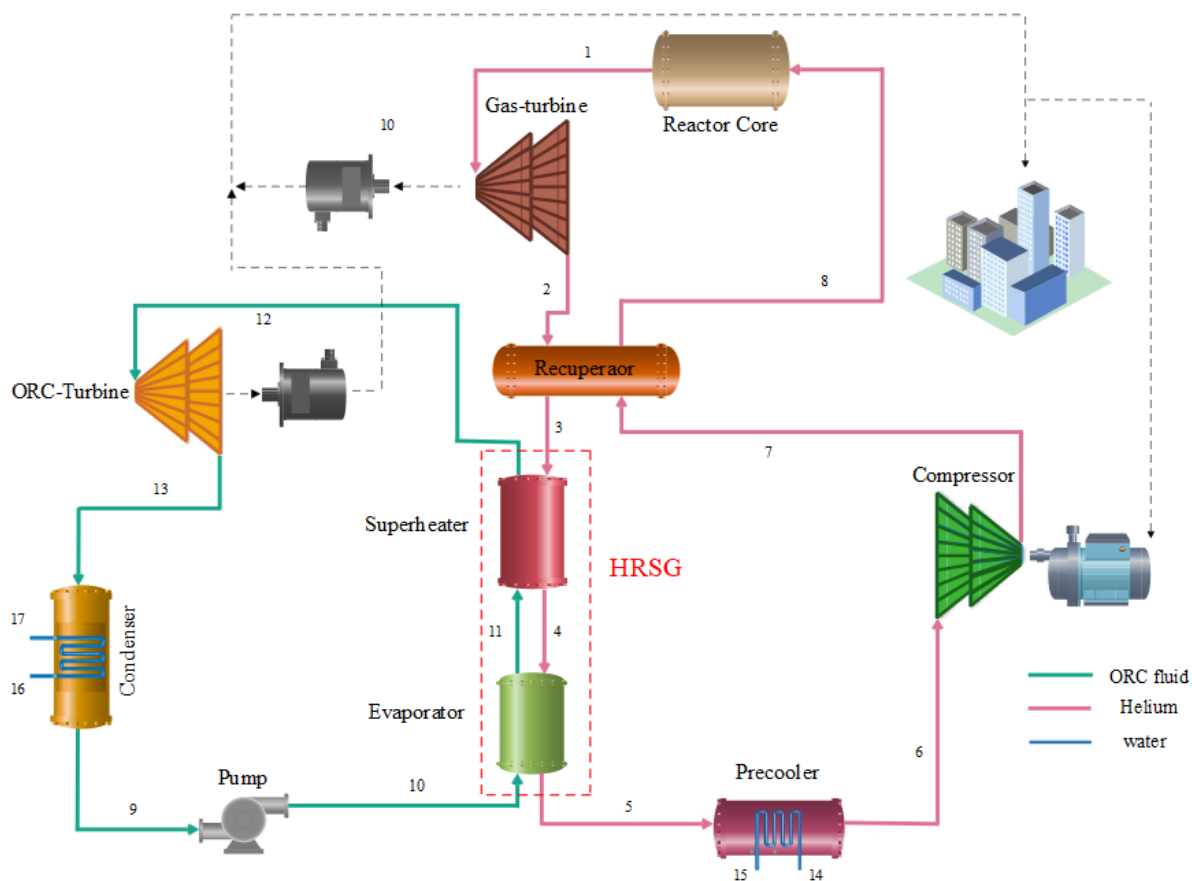 1
Gas-turbine
10
Reactor Core
2
8
12
Recuperaor
ORC-Turbine
3
7
13
Compressor
Superheater
HRSG
17
11
4
Condenser
16
ORC fluid
Evaporator
Helium
6
water
Pump
10
Precooler
9
5
15
14